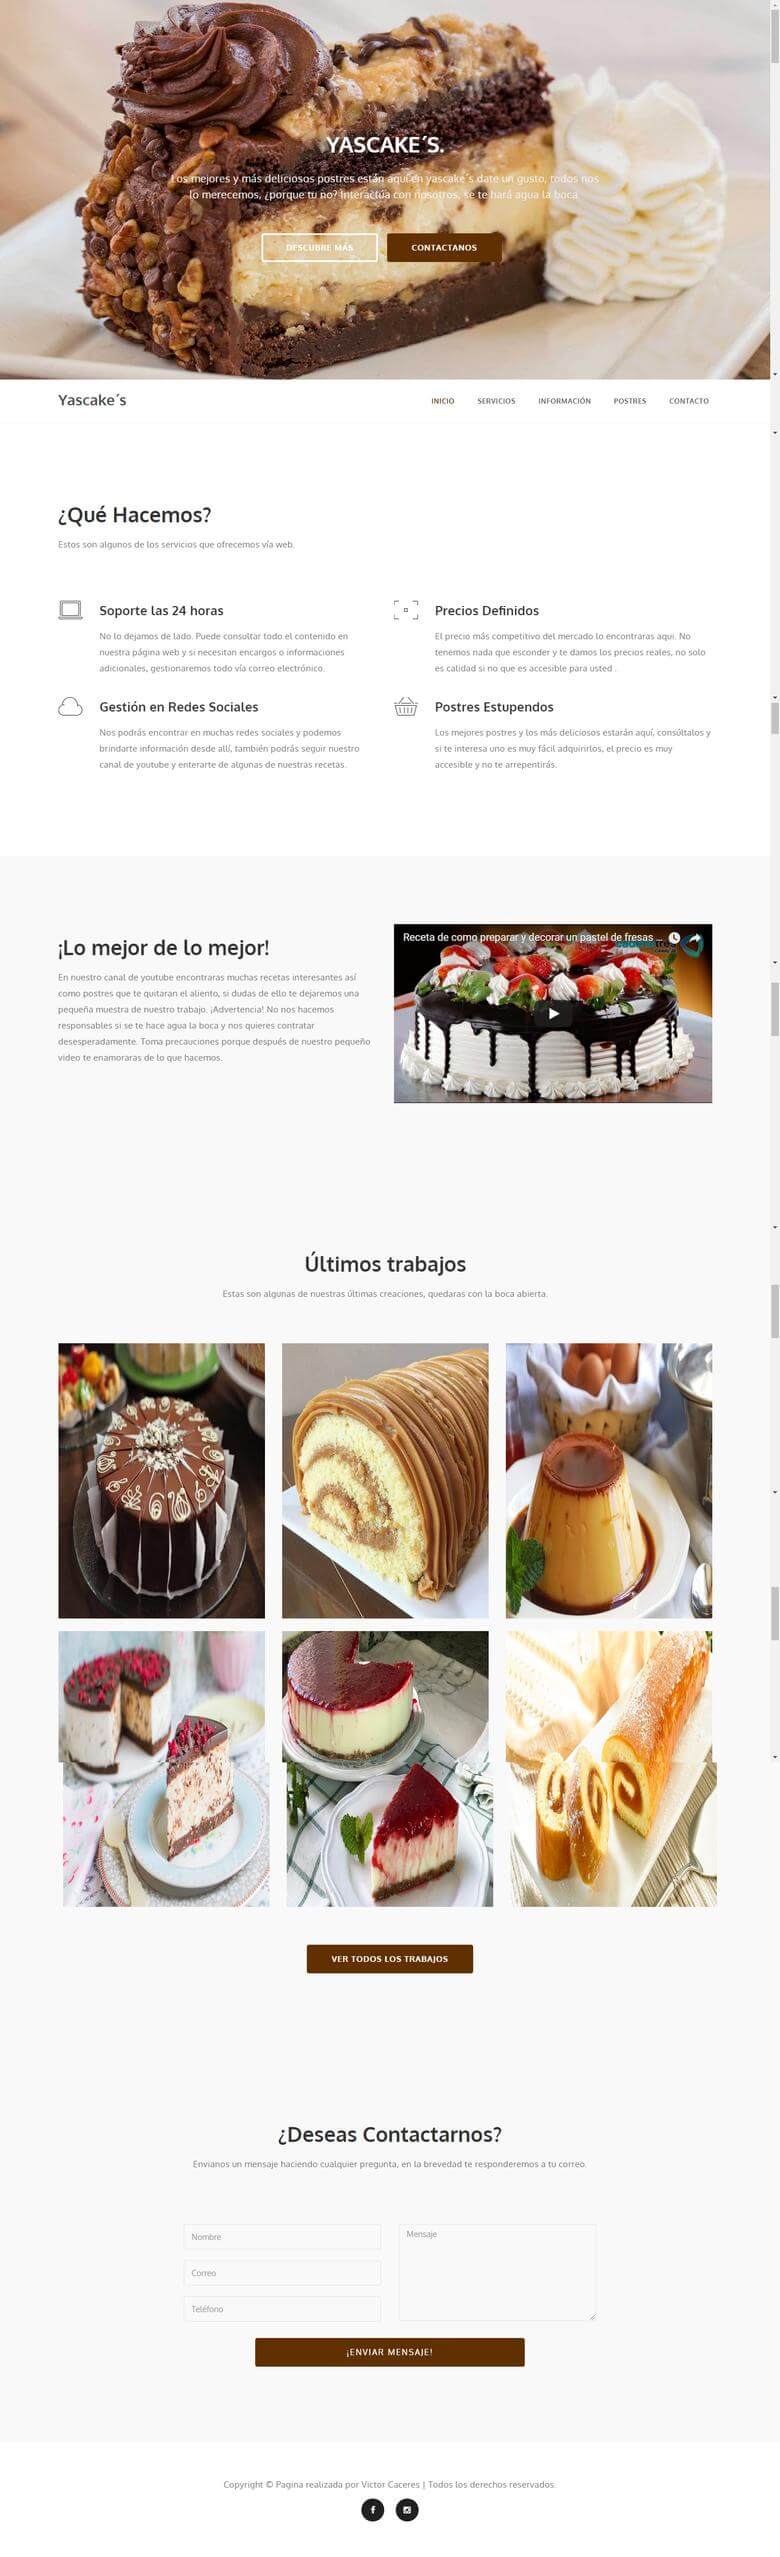 YASCAKE´S.
Los mejores y más deliciosos postres están aquí en yascake´s date un gusto, todos nos
lo merecemos, ¿porque tu no? Interactúa con nosotros, se te hará agua la boca.
DESCUBRE MÁS
CONTACTANOS
Yascake´s
INICIO
SERVICIOS
INFORMACIÓN
POSTRES
CONTACTO
¿Qué Hacemos?
Estos son algunos de los servicios que ofrecemos vía web.
Soporte las 24 horas
No lo dejamos de lado. Puede consultar todo el contenido en
nuestra página web y si necesitan encargos o informaciones
adicionales, gestionaremos todo vía correo electrónico.
Precios Definidos
El precio más competitivo del mercado lo encontraras aqui. No
tenemos nada que esconder y te damos los precios reales, no solo
es calidad si no que es accesible para usted .
Gestión en Redes Sociales
Nos podrás encontrar en muchas redes sociales y podemos
brindarte información desde allí, también podrás seguir nuestro
canal de youtube y enterarte de algunas de nuestras recetas.
Postres Estupendos
Los mejores postres y los más deliciosos estarán aquí, consúltalos y
si te interesa uno es muy fácil adquirirlos, el precio es muy
accesible y no te arrepentirás.
¡Lo mejor de lo mejor!
En nuestro canal de youtube encontraras muchas recetas interesantes así
como postres que te quitaran el aliento, si dudas de ello te dejaremos una
pequeña muestra de nuestro trabajo. ¡Advertencia! No nos hacemos
responsables si se te hace agua la boca y nos quieres contratar
desesperadamente. Toma precauciones porque después de nuestro pequeño
video te enamoraras de lo que hacemos.
Receta de como preparar y decorar un pastel de fresas ...
Últimos trabajos
Estas son algunas de nuestras últimas creaciones, quedaras con la boca abierta.
VER TODOS LOS TRABAJOS
¿Deseas Contactarnos?
Envianos un mensaje haciendo cualquier pregunta, en la brevedad te responderemos a tu correo.
Nombre
Mensaje
Correo
Teléfono
¡ENVIAR MENSAJE!
Copyright © Pagina realizada por Victor Caceres | Todos los derechos reservados.